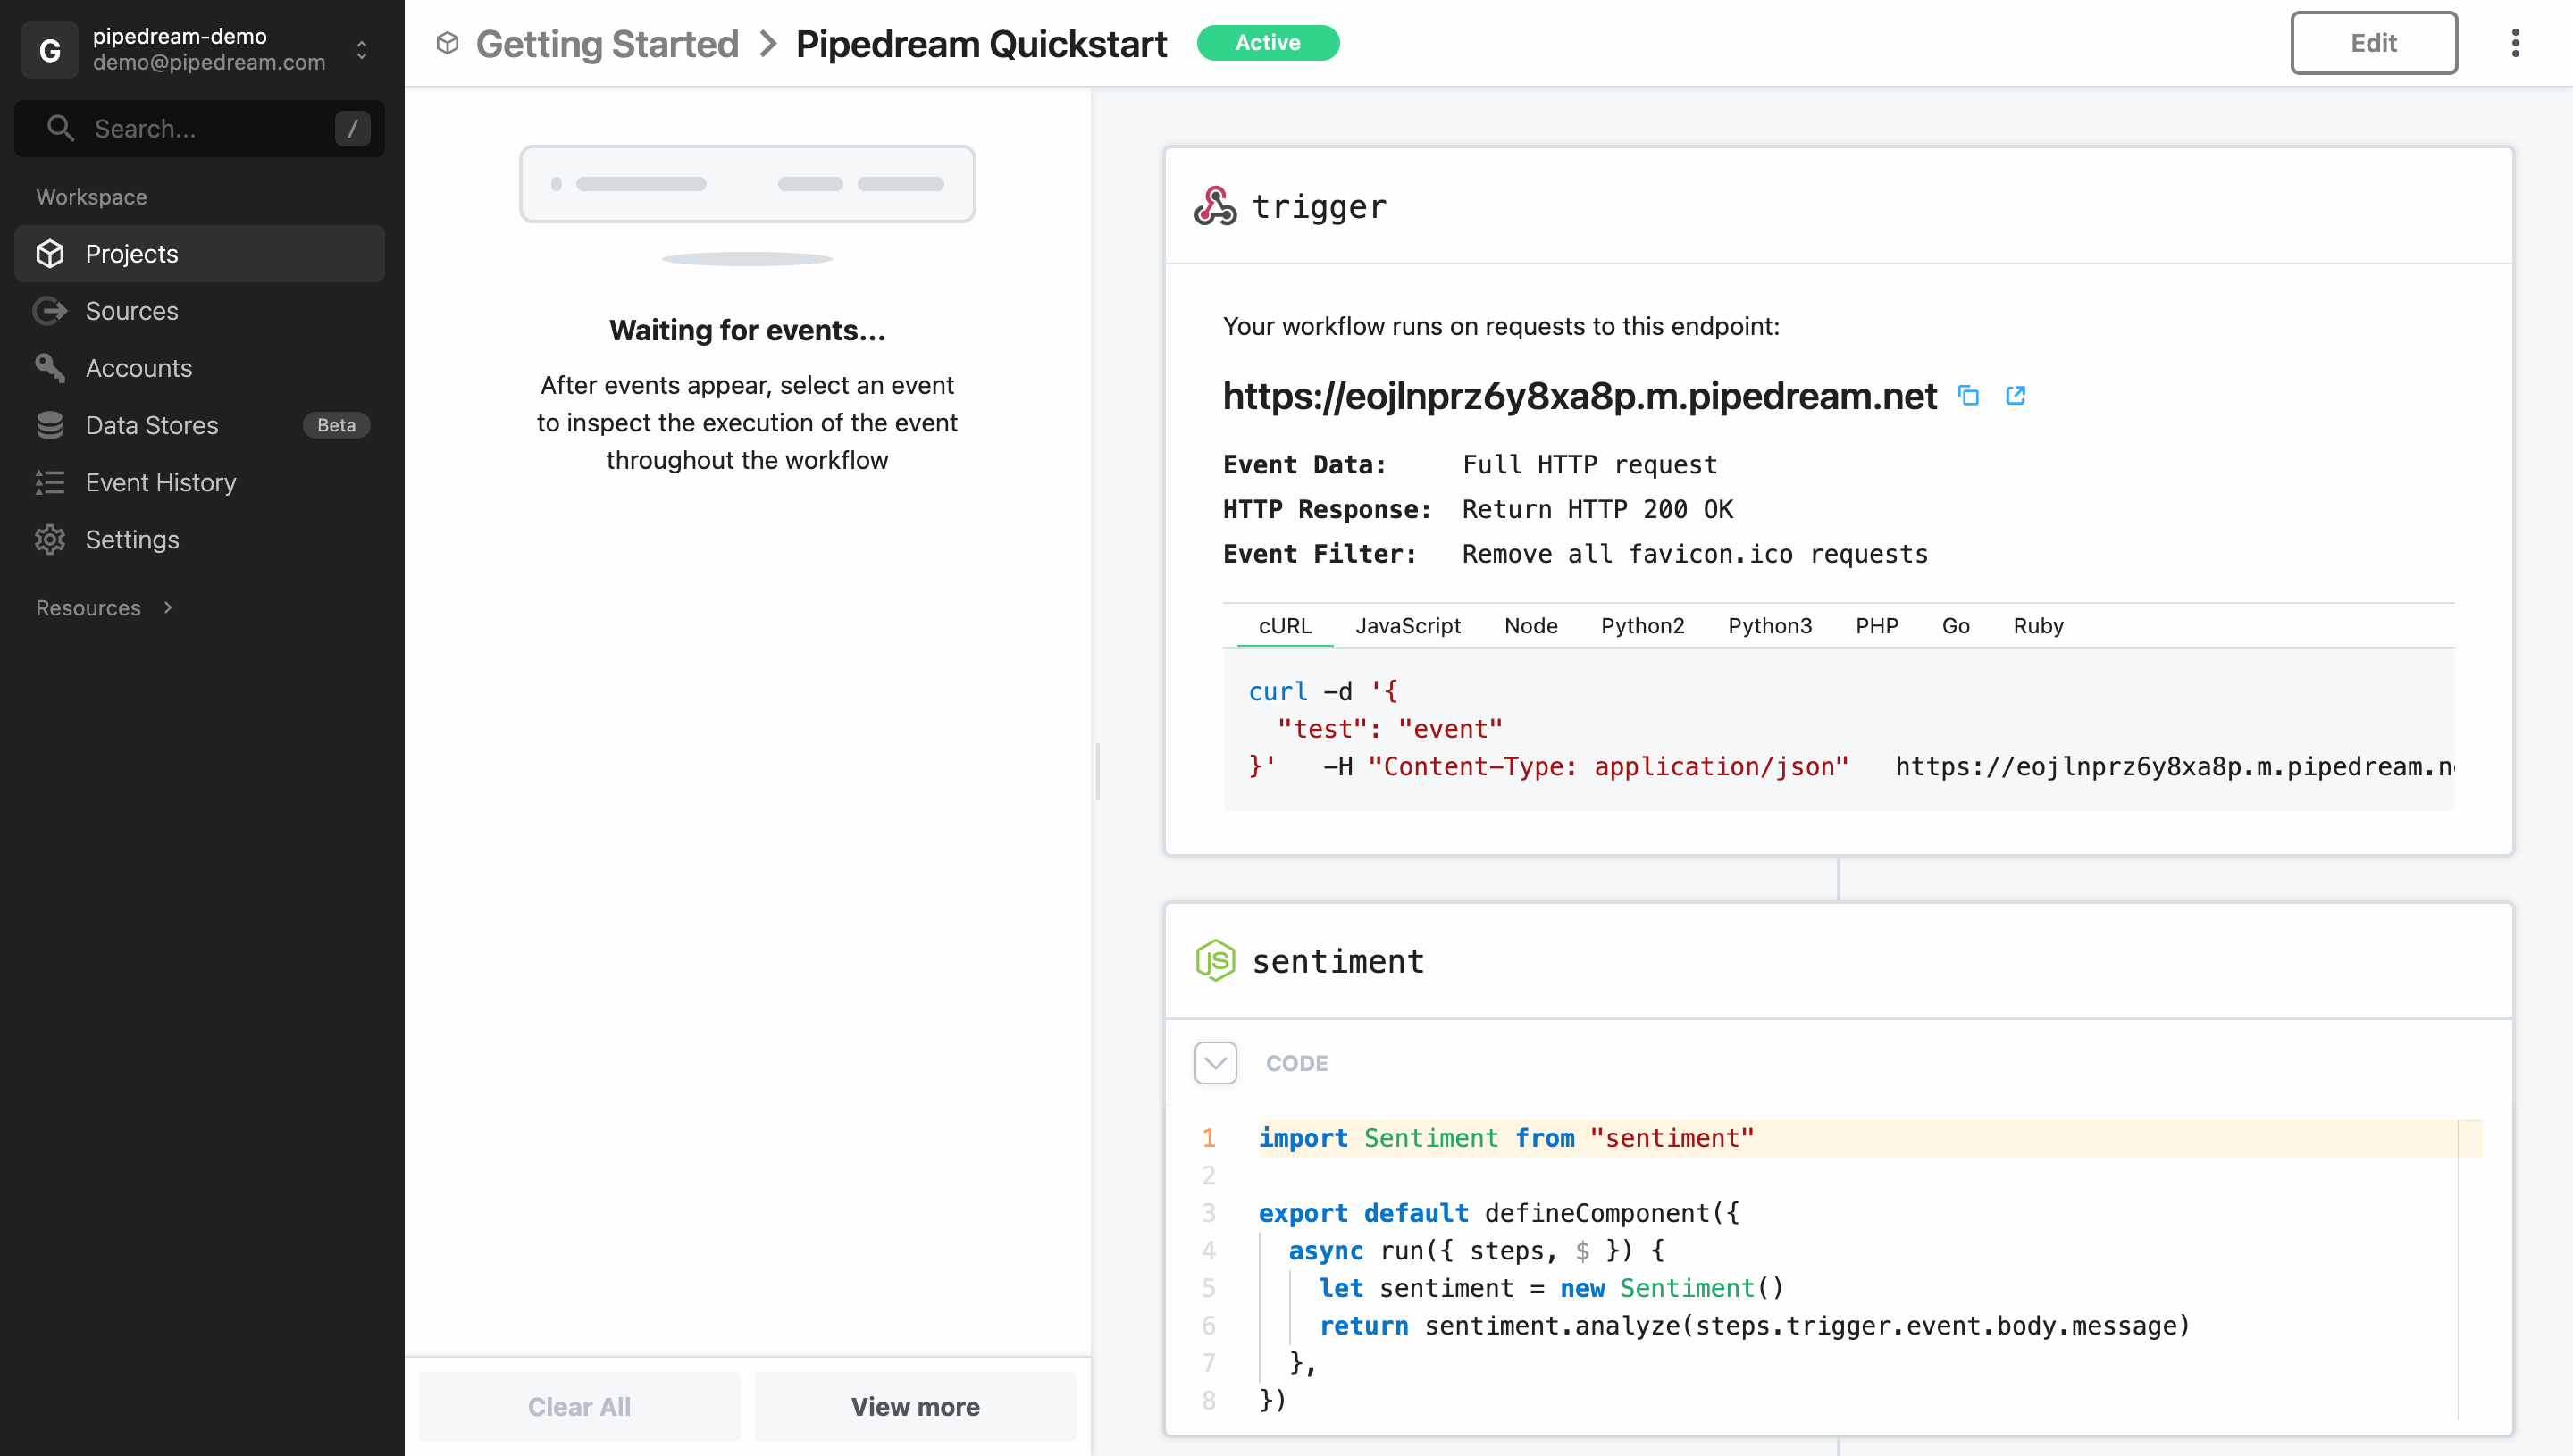 G
pipedream-demo
demo@pipedream.com
Search...
/
Workspace
Projects
Sources
Accounts
Data Stores
Beta
Event History
Settings
Resources
Getting Started
Pipedream Quickstart
Active
Edit
Waiting for events...
After events appear, select an event
to inspect the execution of the event
throughout the workflow
Clear All
View more
trigger
Your workflow runs on requests to this endpoint:
https://eojlnprz6y8xa8p.m.pipedream.net
Event Data: Full HTTP request
HTTP Response: Return HTTP 200 OK
Event Filter: Remove all favicon.ico requests
cURL JavaScript Node Python2 Python3 PHP Go Ruby
curl -d '{
"test": "event"
}' -H "Content-Type: application/json" https://eojlnprz6y8xa8p.m.pipedream.n
JS sentiment
CODE
1 import Sentiment from "sentiment"
2
3 export default defineComponent({
4 async run({ steps, $ }) {
5 let sentiment = new Sentiment()
6 return sentiment.analyze(steps.trigger.event.body.message)
7 },
8 })